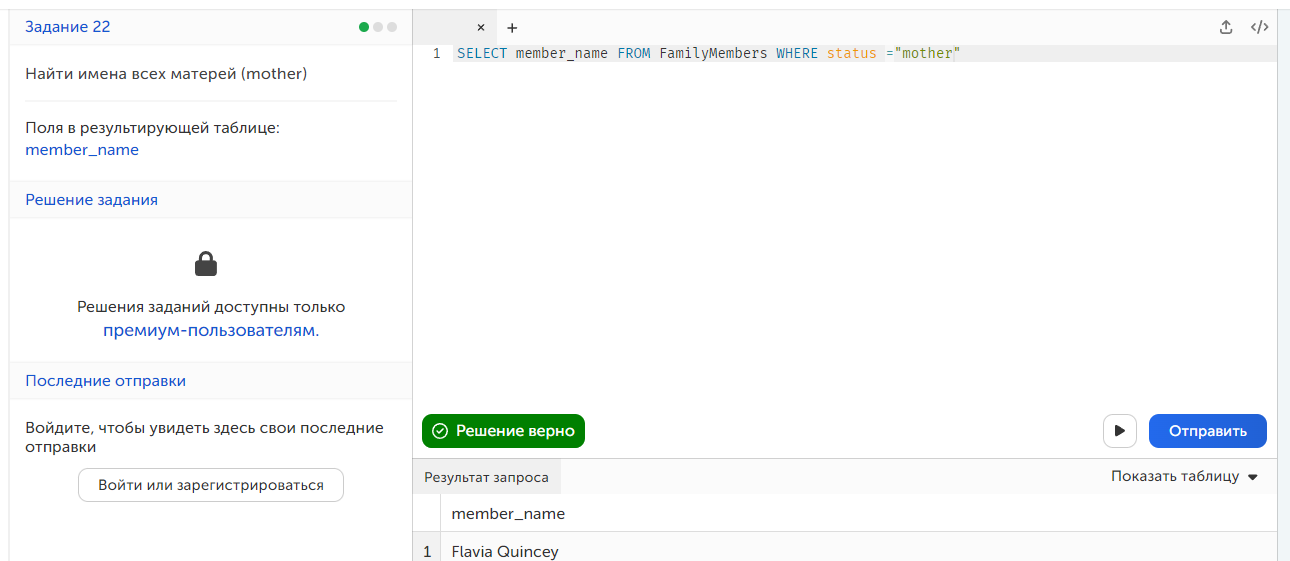 Задание 22
Найти имена всех матерей (mother)
Поля в результирующей таблице:
member_name
Решение задания
Решения заданий доступны только
премиум-пользователям.
Последние отправки
Войдите, чтобы увидеть здесь свои последние
отправки
Войти или зарегистрироваться
× +
</>
1 SELECT member_name FROM FamilyMembers WHERE status ="mother"
Решение верно
Отправить
Результат запроса
Показать таблицу
member_name
1 Flavia Quincey